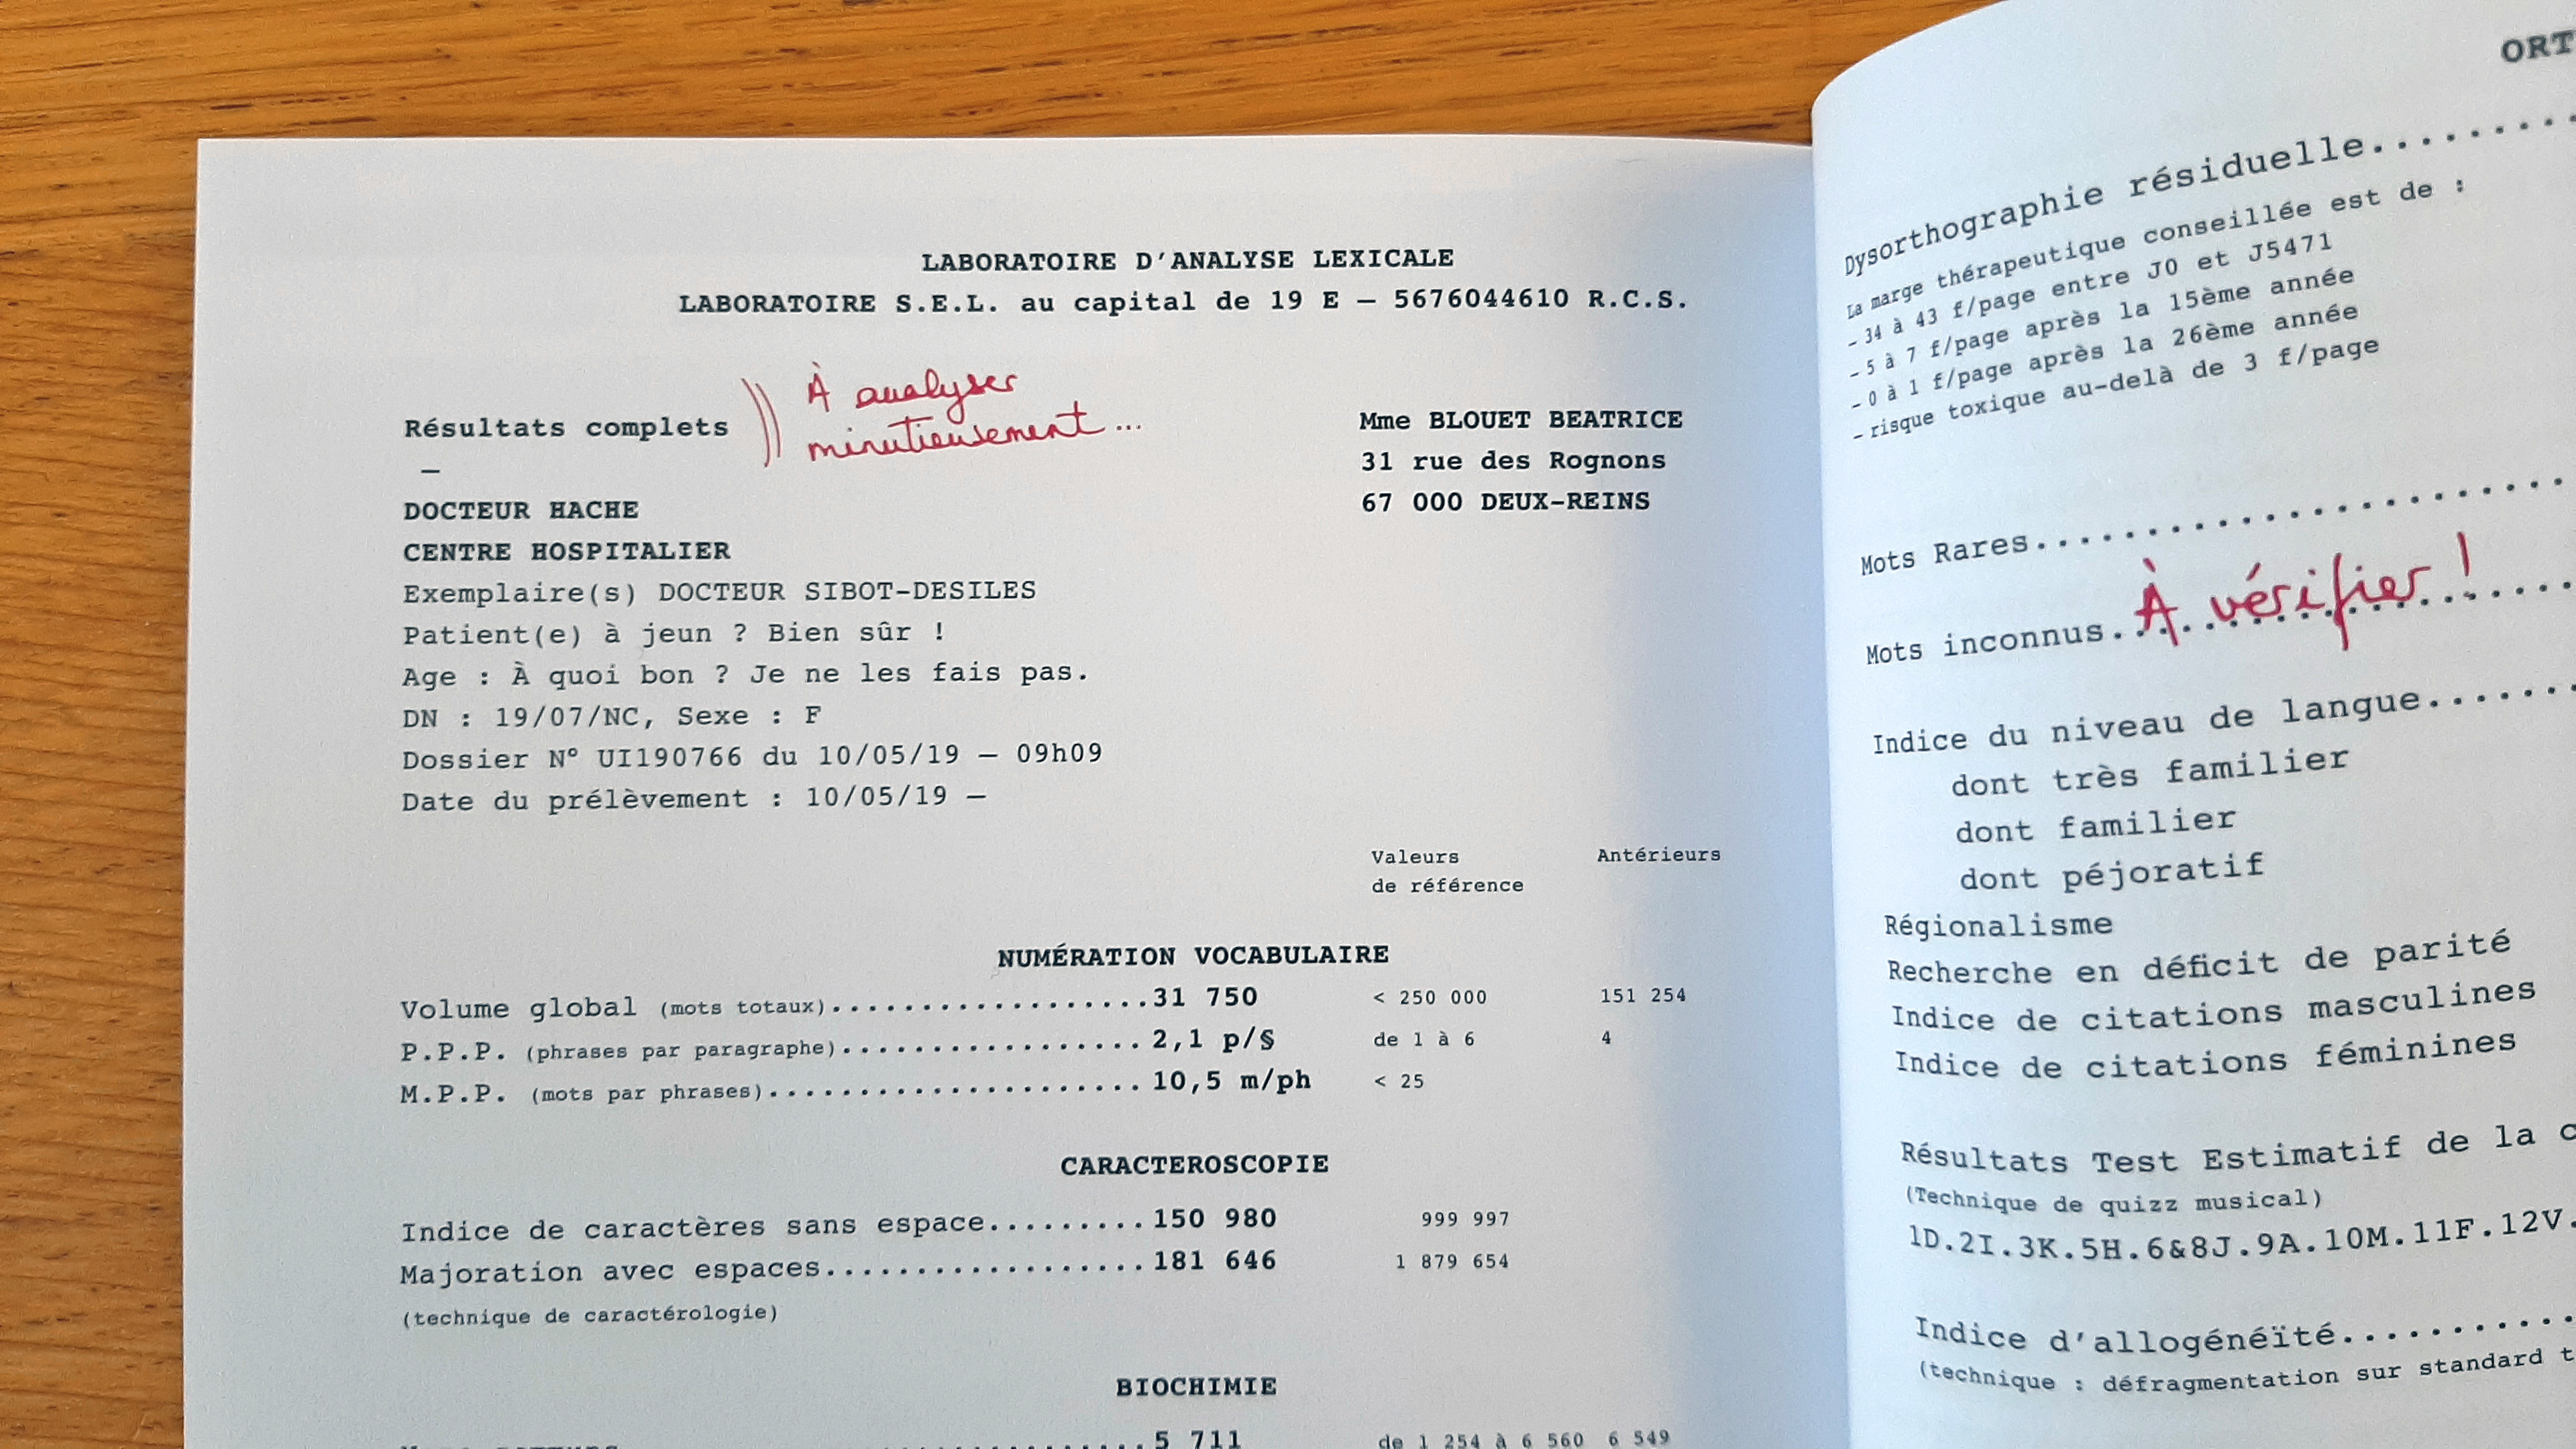 LABORATOIRE D'ANALYSE LEXICALE
LABORATOIRE S.E.L. au capital de 19 E – 5676044610 R.C.S.
Résultats complets
À analyser
minutieusement...
–
DOCTEUR HACHE
CENTRE HOSPITALIER
Exemplaire(s) DOCTEUR SIBOT-DESILES
Patient(e) à jeun ? Bien sûr !
Age : À quoi bon ? Je ne les fais pas.
DN : 19/07/NC, Sexe : F
Dossier N° UI190766 du 10/05/19 – 09h09
Date du prélèvement : 10/05/19 –
Mme BLOUET BEATRICE
31 rue des Rognons
67 000 DEUX-REINS
Valeurs Antérieurs
de référence
NUMÉRATION VOCABULAIRE
Volume global (mots totaux)..................31 750 < 250 000 151 254
P.P.P. (phrases par paragraphe).................2,1 p/§ de 1 à 6 4
M.P.P. (mots par phrases)......................10,5 m/ph < 25
CARACTEROSCOPIE
Indice de caractères sans espace.........150 980 999 997
Majoration avec espaces..................181 646 1 879 654
(technique de caractérologie)
BIOCHIMIE
5 711 de 1 254 à 6 560 6 549
ORT
Dysorthographie résiduelle........
La marge thérapeutique conseillée est de :
- 34 à 43 f/page entre J0 et J5471
- 5 à 7 f/page après la 15ème année
- 0 à 1 f/page après la 26ème année
- risque toxique au-delà de 3 f/page
Mots Rares.......................
À vérifier !
Mots inconnus....................
Indice du niveau de langue.......
dont très familier
dont familier
dont péjoratif
Régionalisme
Recherche en déficit de parité
Indice de citations masculines
Indice de citations féminines
Résultats Test Estimatif de la c
(Technique de quizz musical)
1D.2I.3K.5H.6&8J.9A.10M.11F.12V.
Indice d'allogénéïté...........
(technique : défragmentation sur standard t